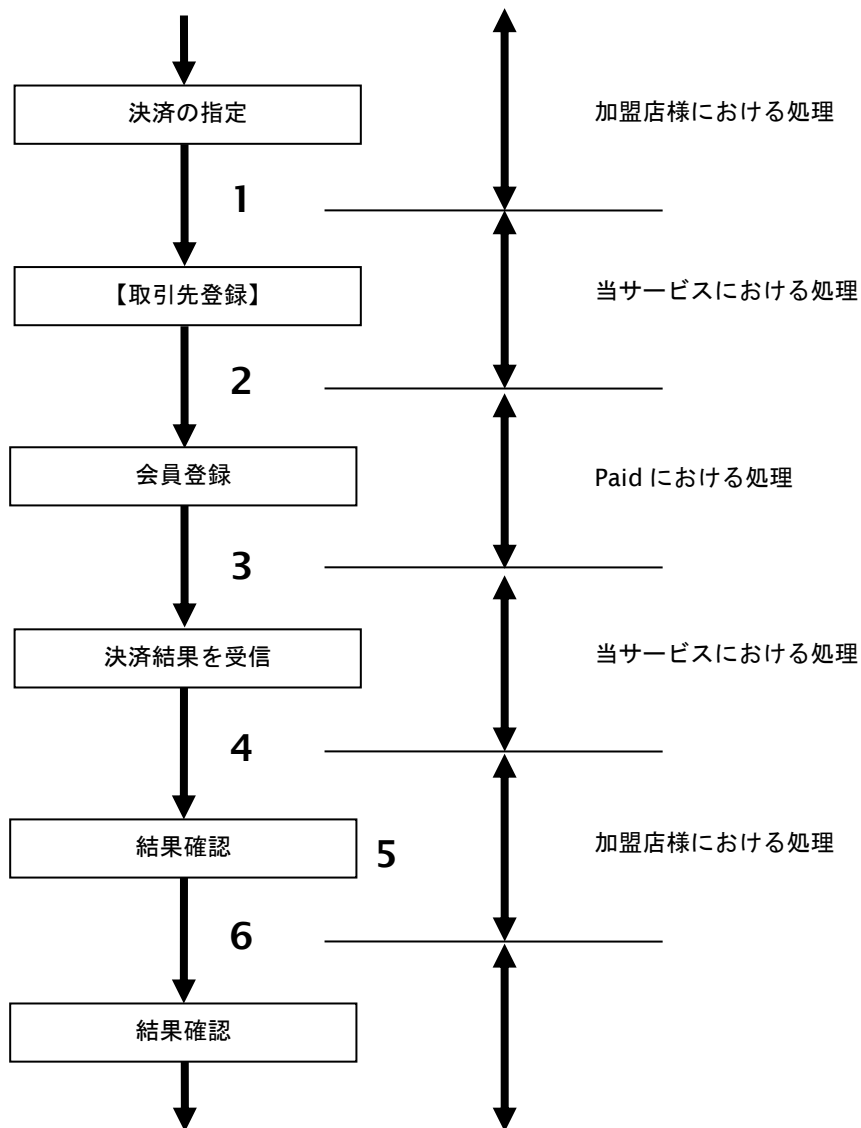 決済の指定
加盟店様における処理
1
【取引先登録】
当サービスにおける処理
2
会員登録
Paid における処理
3
決済結果を受信
当サービスにおける処理
4
結果確認
5
加盟店様における処理
6
結果確認